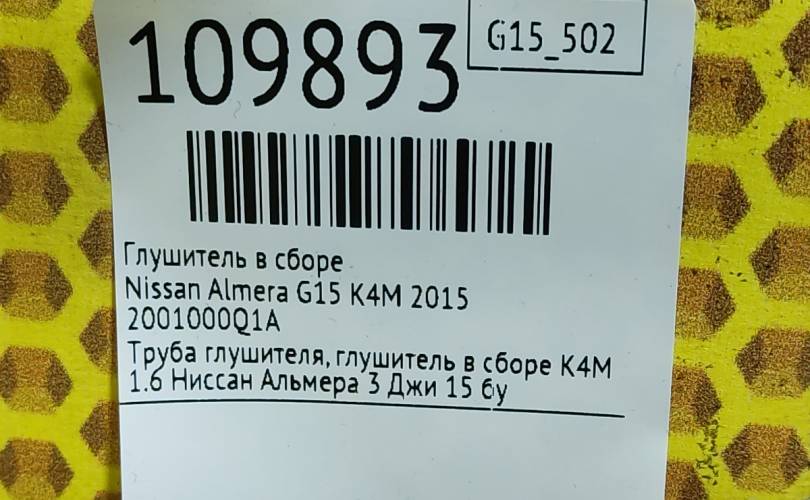 109893
G15_502
Глушитель в сборе
Nissan Almera G15 K4M 2015
2001000Q1A
Труба глушителя, глушитель в сборе K4M
1.6 Ниссан Альмера 3 Джи 15 бу